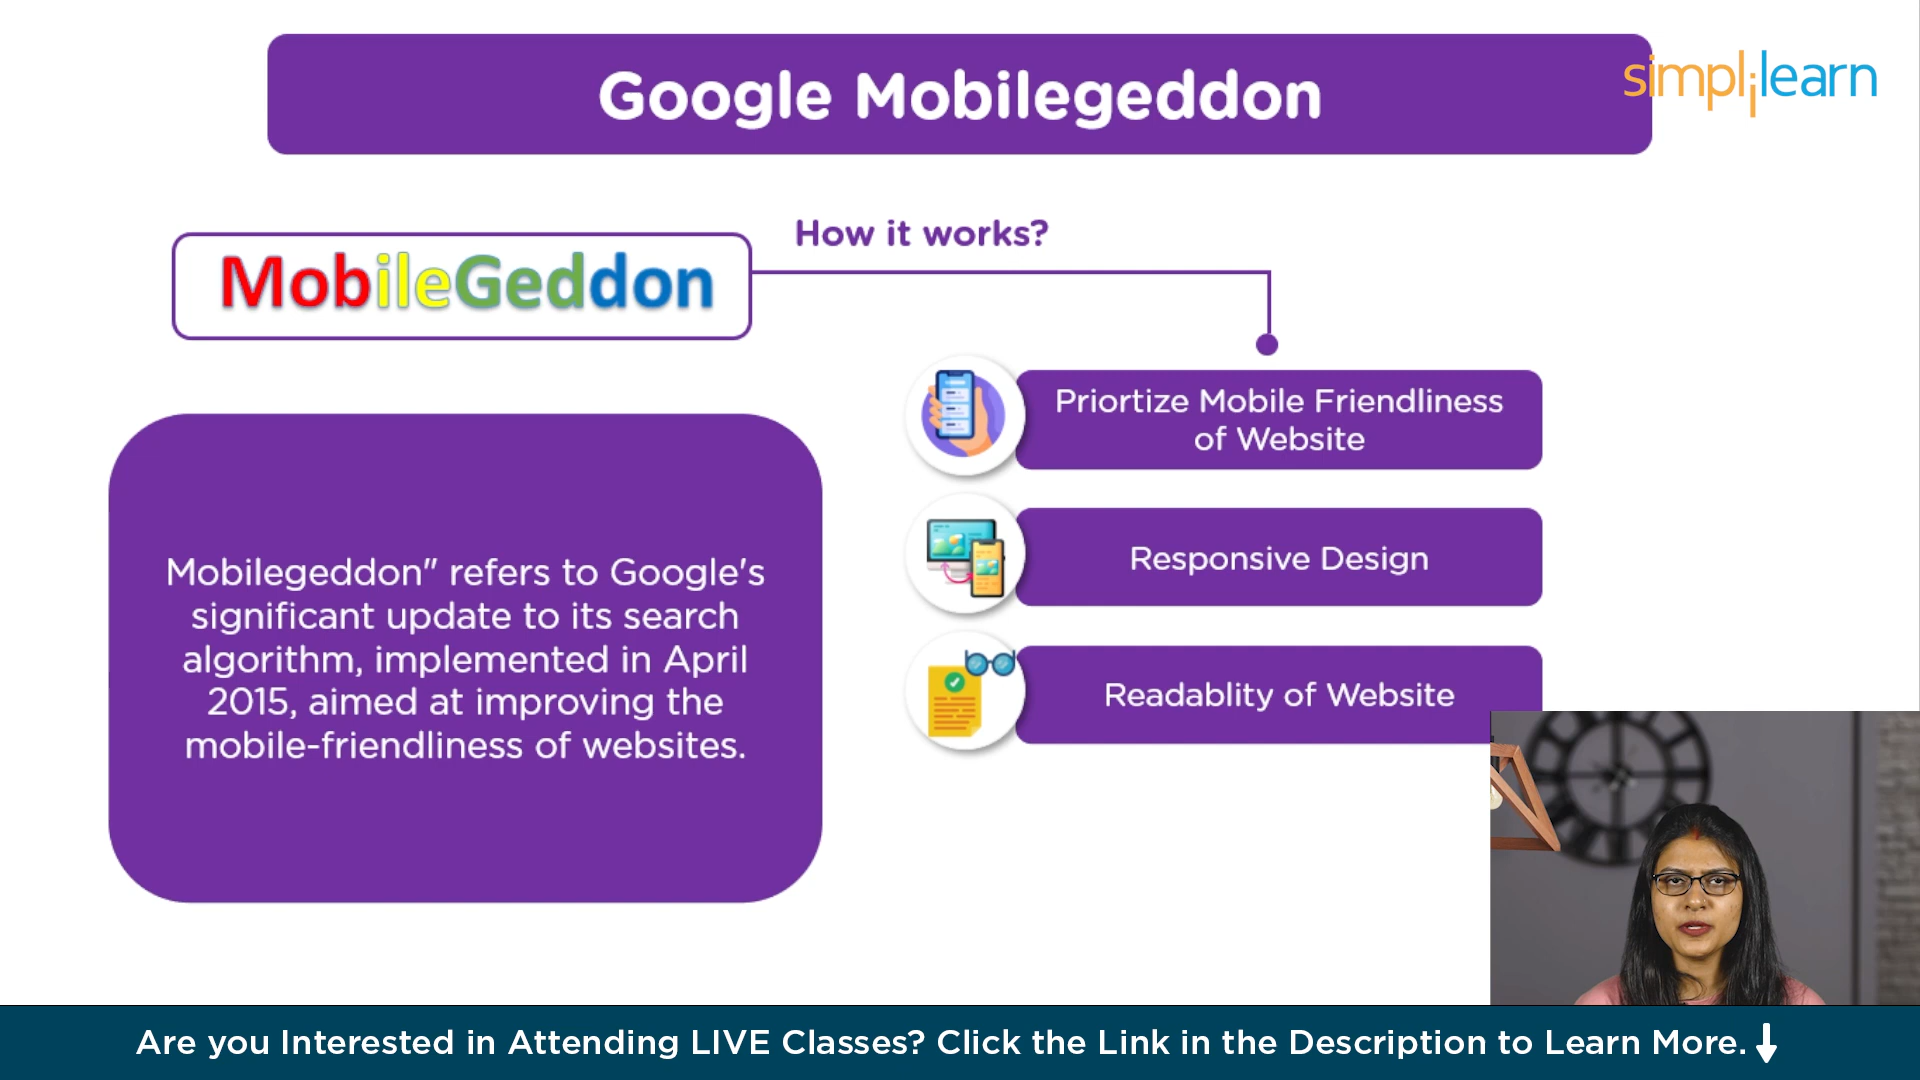 Google Mobilegeddon
simplilearn
MobileGeddon
How it works?
Priortize Mobile Friendliness
of Website
Responsive Design
Readablity of Website
Mobilegeddon" refers to Google's
significant update to its search
algorithm, implemented in April
2015, aimed at improving the
mobile-friendliness of websites.
Are you Interested in Attending LIVE Classes? Click the Link in the Description to Learn More.